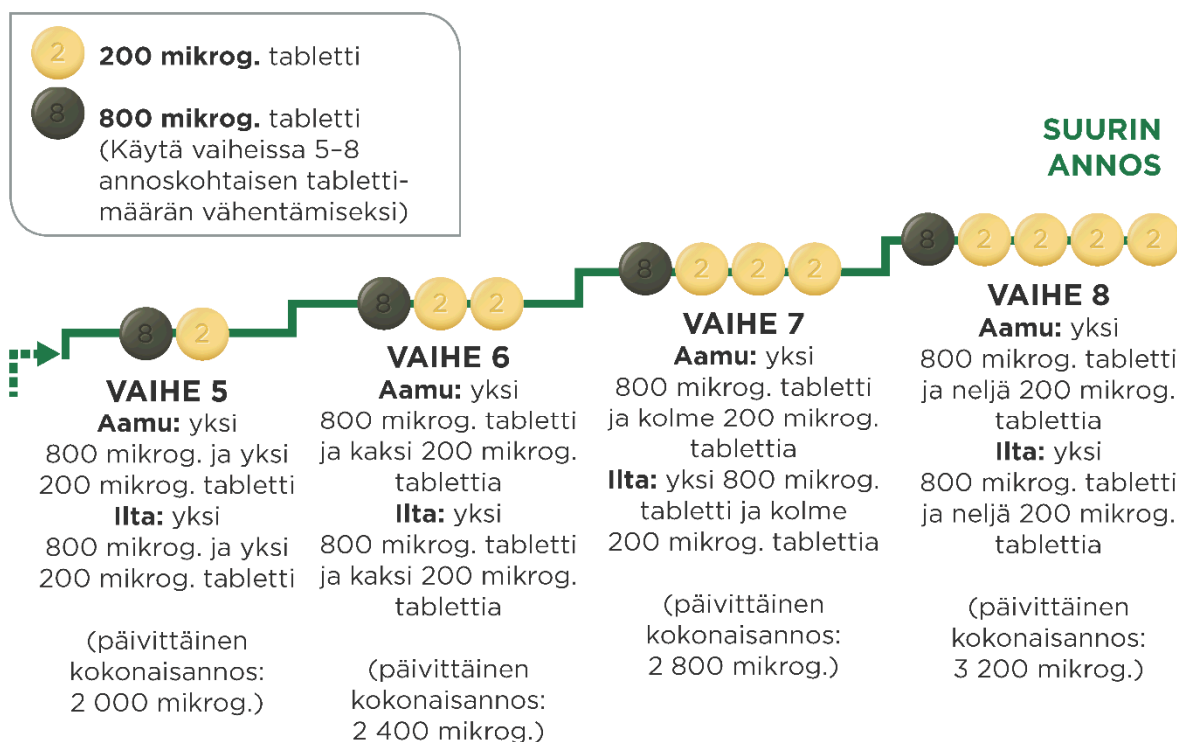 2
200 mikrog. tabletti
8
800 mikrog. tabletti
(Käytä vaiheissa 5–8
annoskohtaisen tabletti-
määrän vähentämiseksi)
SUURIN
ANNOS
8 2
VAIHE 5
Aamu: yksi
800 mikrog. ja yksi
200 mikrog. tabletti
Ilta: yksi
800 mikrog. ja yksi
200 mikrog. tabletti
(päivittäinen
kokonaisannos:
2 000 mikrog.)
8 2 2
VAIHE 6
Aamu: yksi
800 mikrog. tabletti
ja kaksi 200 mikrog.
tablettia
Ilta: yksi
800 mikrog. tabletti
ja kaksi 200 mikrog.
tablettia
(päivittäinen
kokonaisannos:
2 400 mikrog.)
8 2 2 2
VAIHE 7
Aamu: yksi
800 mikrog. tabletti
ja kolme 200 mikrog.
tablettia
Ilta: yksi 800 mikrog.
tabletti ja kolme
200 mikrog. tablettia
(päivittäinen
kokonaisannos:
2 800 mikrog.)
8 2 2 2 2
VAIHE 8
Aamu: yksi
800 mikrog. tabletti
ja neljä 200 mikrog.
tablettia
Ilta: yksi
800 mikrog. tabletti
ja neljä 200 mikrog.
tablettia
(päivittäinen
kokonaisannos:
3 200 mikrog.)